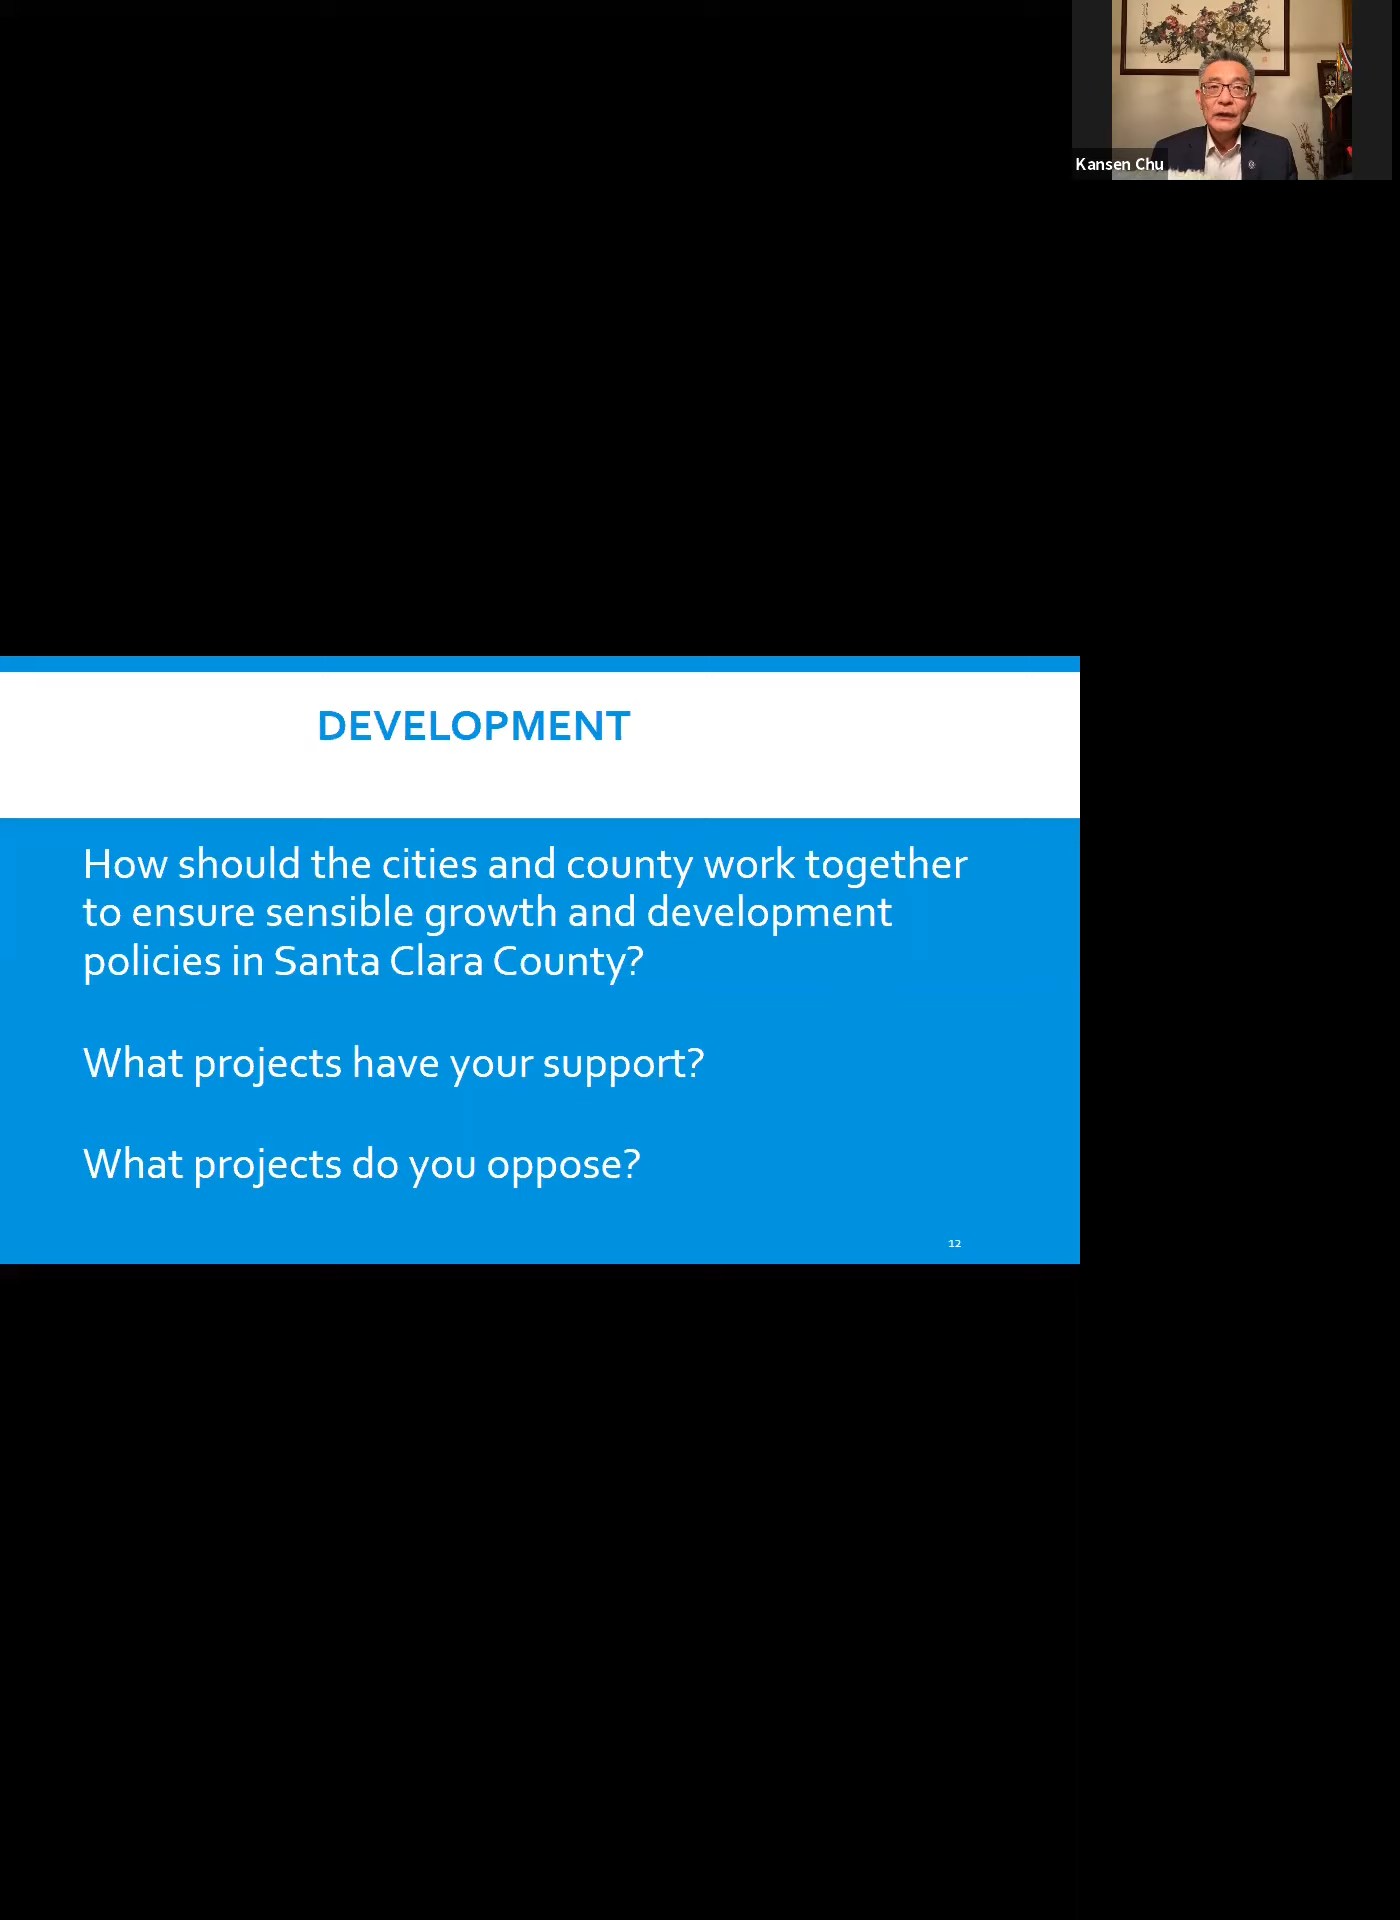 Kansen Chu
DEVELOPMENT
How should the cities and county work together
to ensure sensible growth and development
policies in Santa Clara County?
What projects have your support?
What projects do you oppose?
12